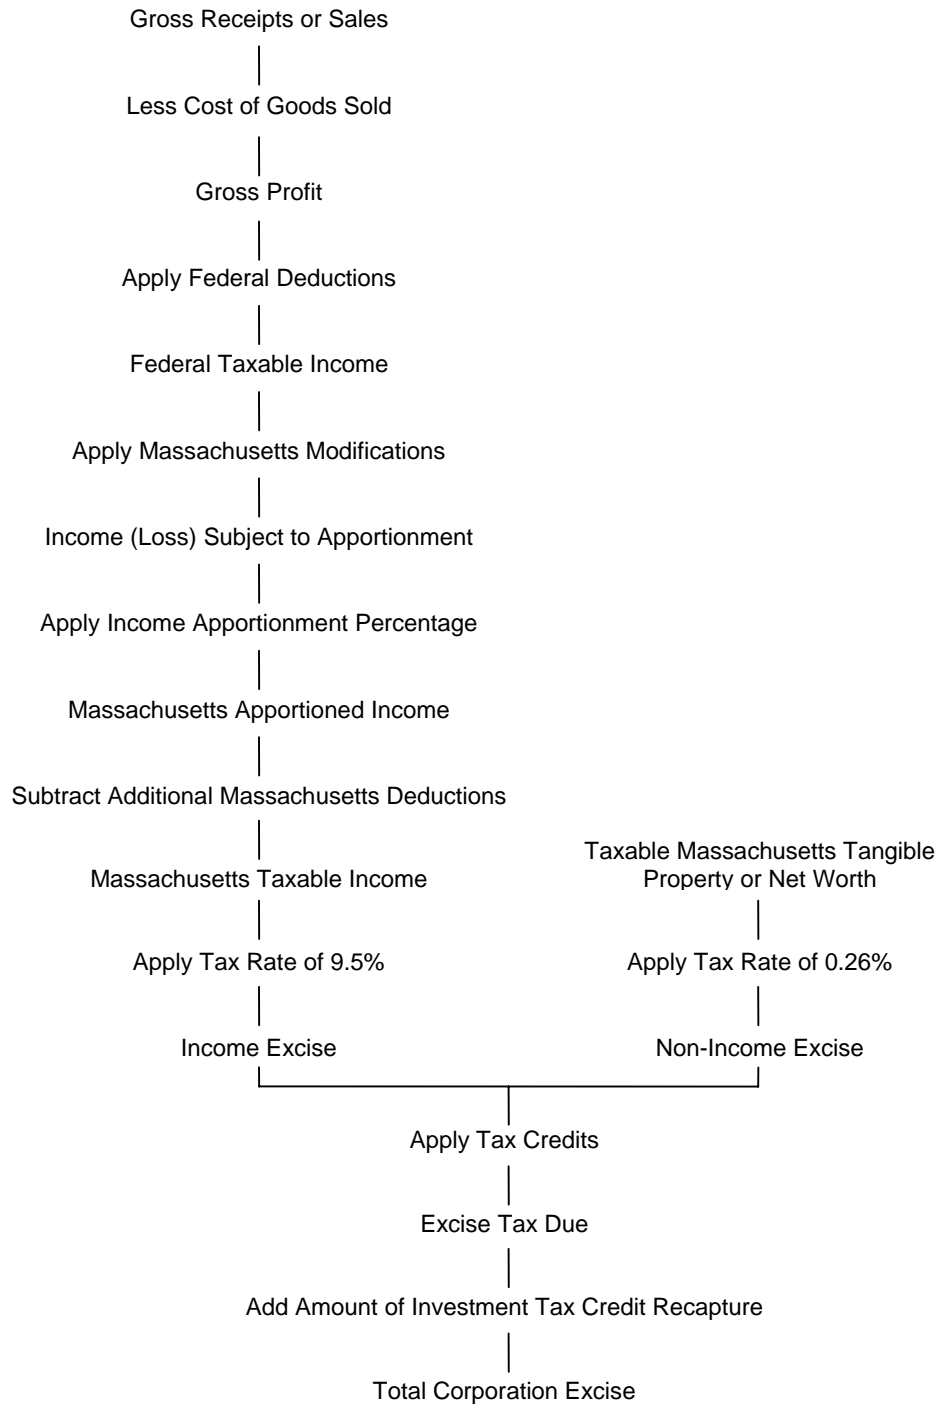 Gross Receipts or Sales
Less Cost of Goods Sold
Gross Profit
Apply Federal Deductions
Federal Taxable Income
Apply Massachusetts Modifications
Income (Loss) Subject to Apportionment
Apply Income Apportionment Percentage
Massachusetts Apportioned Income
Subtract Additional Massachusetts Deductions
Massachusetts Taxable Income
Taxable Massachusetts Tangible
Property or Net Worth
Apply Tax Rate of 9.5%
Apply Tax Rate of 0.26%
Income Excise
Non-Income Excise
Apply Tax Credits
Excise Tax Due
Add Amount of Investment Tax Credit Recapture
Total Corporation Excise